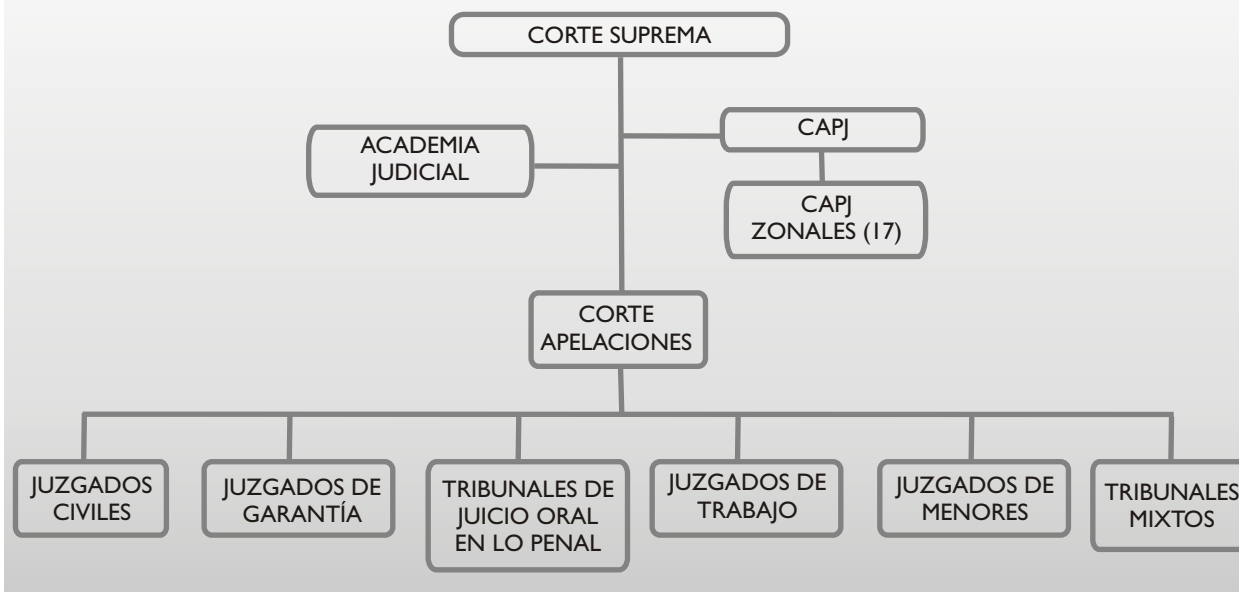 CORTE SUPREMA
ACADEMIA
JUDICIAL
CAPJ
CAPJ
ZONALES (17)
CORTE
APELACIONES
JUZGADOS
CIVILES
JUZGADOS DE
GARANTÍA
TRIBUNALES DE
JUICIO ORAL
EN LO PENAL
JUZGADOS DE
TRABAJO
JUZGADOS DE
MENORES
TRIBUNALES
MIXTOS